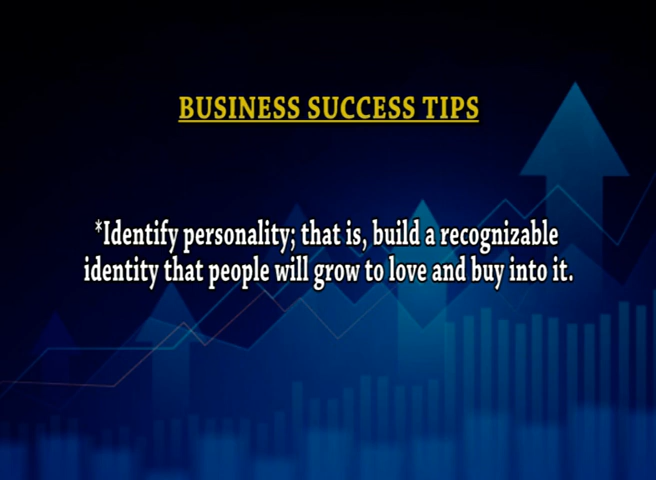 BUSINESS SUCCESS TIPS
*Identify personality; that is, build a recognizable
identity that people will grow to love and buy into it.